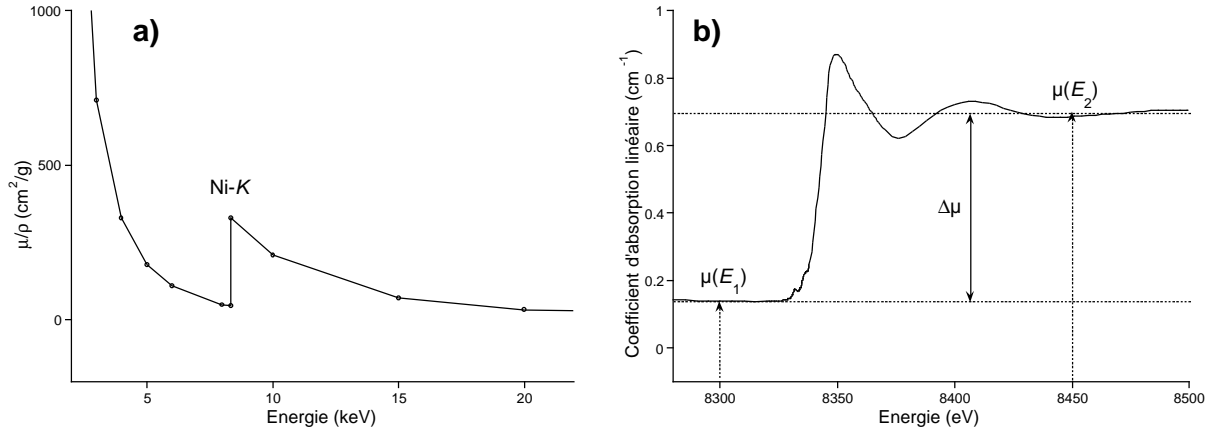 a)
1000
500
0
µ/ρ (cm²/g)
Ni-K
5
10
15
20
Energie (keV)
b)
1
0.8
0.6
0.4
0.2
0
Coefficient d'absorption linéaire (cm⁻¹)
µ(E₂)
Δµ
µ(E₁)
8300
8350
8400
8450
8500
Energie (eV)